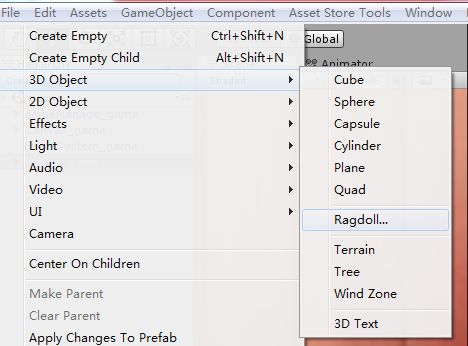 File Edit Assets GameObject Component Asset Store Tools Window
Create Empty Ctrl+Shift+N
Create Empty Child Alt+Shift+N
3D Object
2D Object
Effects
Light
Audio
Video
UI
Camera
Center On Children
Make Parent
Clear Parent
Apply Changes To Prefab
Global
Animator
Cube
Sphere
Capsule
Cylinder
Plane
Quad
Ragdoll...
Terrain
Tree
Wind Zone
3D Text